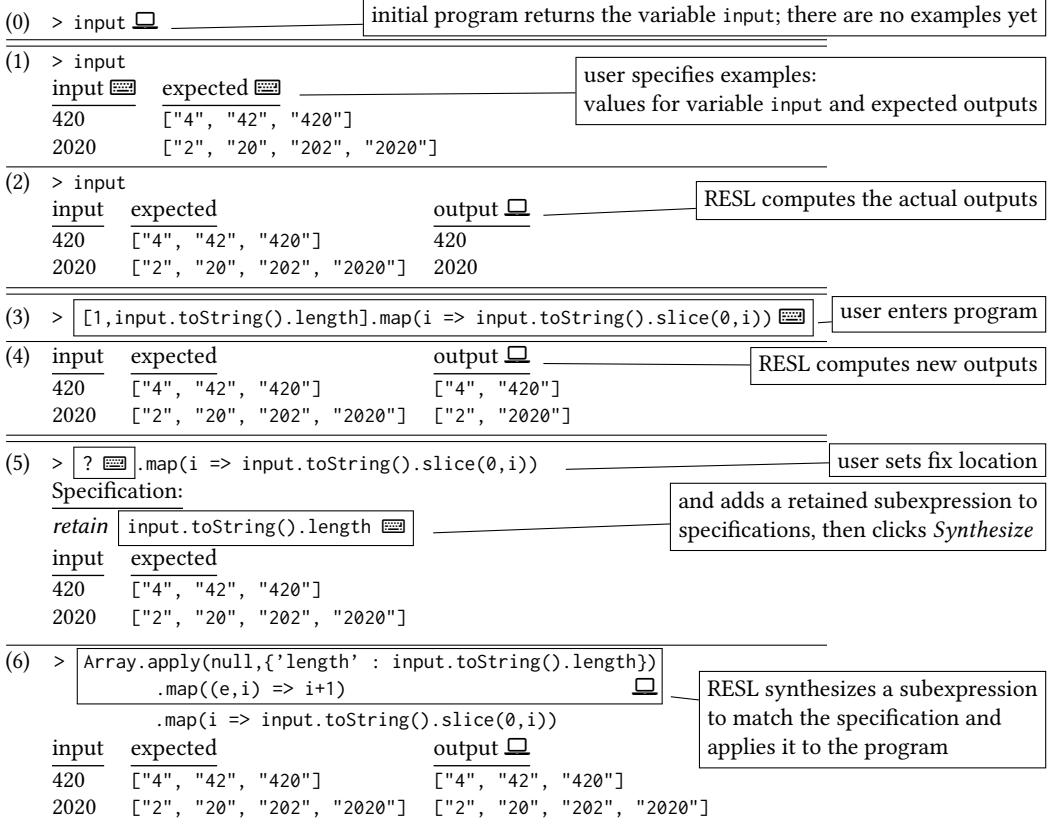 (0) > input initial program returns the variable input; there are no examples yet
(1) > input
input expected user specifies examples:
values for variable input and expected outputs
420 ["4", "42", "420"]
2020 ["2", "20", "202", "2020"]
(2) > input
input expected output RESL computes the actual outputs
420 ["4", "42", "420"] 420
2020 ["2", "20", "202", "2020"] 2020
(3) > [1,input.toString().length].map(i => input.toString().slice(0,i)) user enters program
(4) input expected output RESL computes new outputs
420 ["4", "42", "420"] ["4", "420"]
2020 ["2", "20", "202", "2020"] ["2", "2020"]
(5) > ? .map(i => input.toString().slice(0,i)) user sets fix location
Specification:
retain input.toString().length and adds a retained subexpression to
specifications, then clicks Synthesize
input expected
420 ["4", "42", "420"]
2020 ["2", "20", "202", "2020"]
(6) > Array.apply(null,{’length’ : input.toString().length})
.map((e,i) => i+1)
.map(i => input.toString().slice(0,i))
RESL synthesizes a subexpression
to match the specification and
applies it to the program
input expected output
420 ["4", "42", "420"] ["4", "42", "420"]
2020 ["2", "20", "202", "2020"] ["2", "20", "202", "2020"]